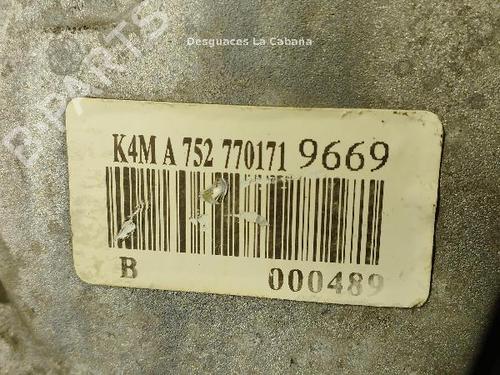 Desguaces La Cabaña
B-PARTS
K4M A 752 770171 9669
B 000489